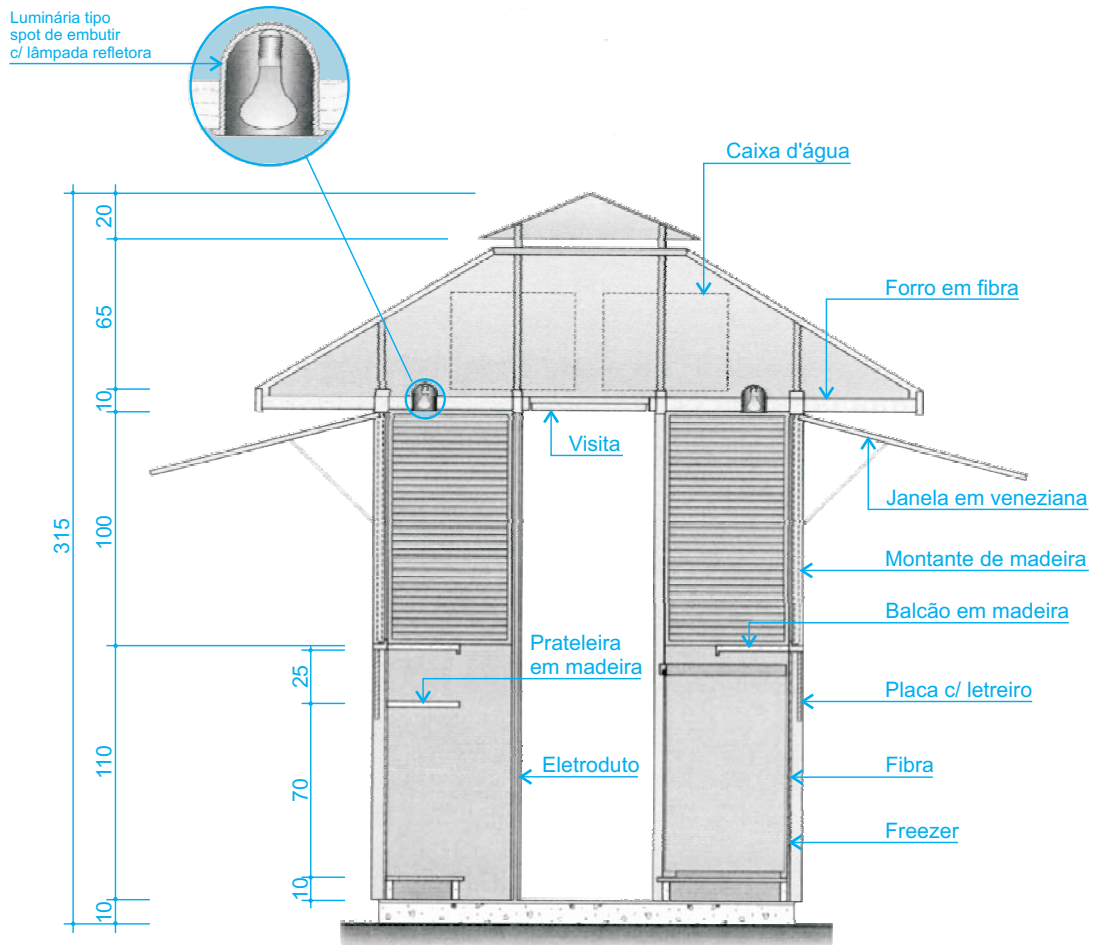 Luminária tipo
spot de embutir
c/ lâmpada refletora
Caixa d'água
20
65
Forro em fibra
10
Visita
Janela em veneziana
315
100
Montante de madeira
Balcão em madeira
Prateleira
em madeira
25
Placa c/ letreiro
110
Eletroduto
Fibra
70
Freezer
10
10